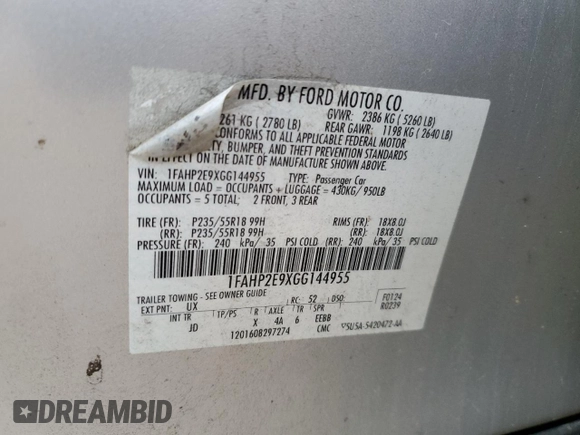 MFD. BY FORD MOTOR CO.
GVWR: 2386 KG ( 5260 LB)
261 KG ( 2780 LB) REAR GAWR: 1198 KG ( 2640 LB)
CONFORMS TO ALL APPLICABLE FEDERAL MOTOR
TY, BUMPER, AND THEFT PREVENTION STANDARDS
IN EFFECT ON THE DATE OF MANUFACTURE SHOWN ABOVE.
VIN: 1FAHP2E9XGG144955 TYPE: Passenger Car
MAXIMUM LOAD = OCCUPANTS + LUGGAGE = 430KG/ 950LB
OCCUPANTS = 5 TOTAL: 2 FRONT, 3 REAR
TIRE (FR): P235/55R18 99H RIMS (FR): 18X8.0J
(RR): P235/55R18 99H (RR): 18X8.0J
PRESSURE (FR): 240 kPa/ 35 PSI COLD (RR): 240 kPa/ 35 PSI COLD
1FAHP2E9XGG144955
TRAILER TOWING - SEE OWNER GUIDE
EXT PNT: UX RC: 52 DSO: F0124
R0239
INT TR TP/PS R AXLE TR SPR
JD X 4A 6 EEBB
1201608297274 CMC 5U5A-5420472-AA
DREAMBID